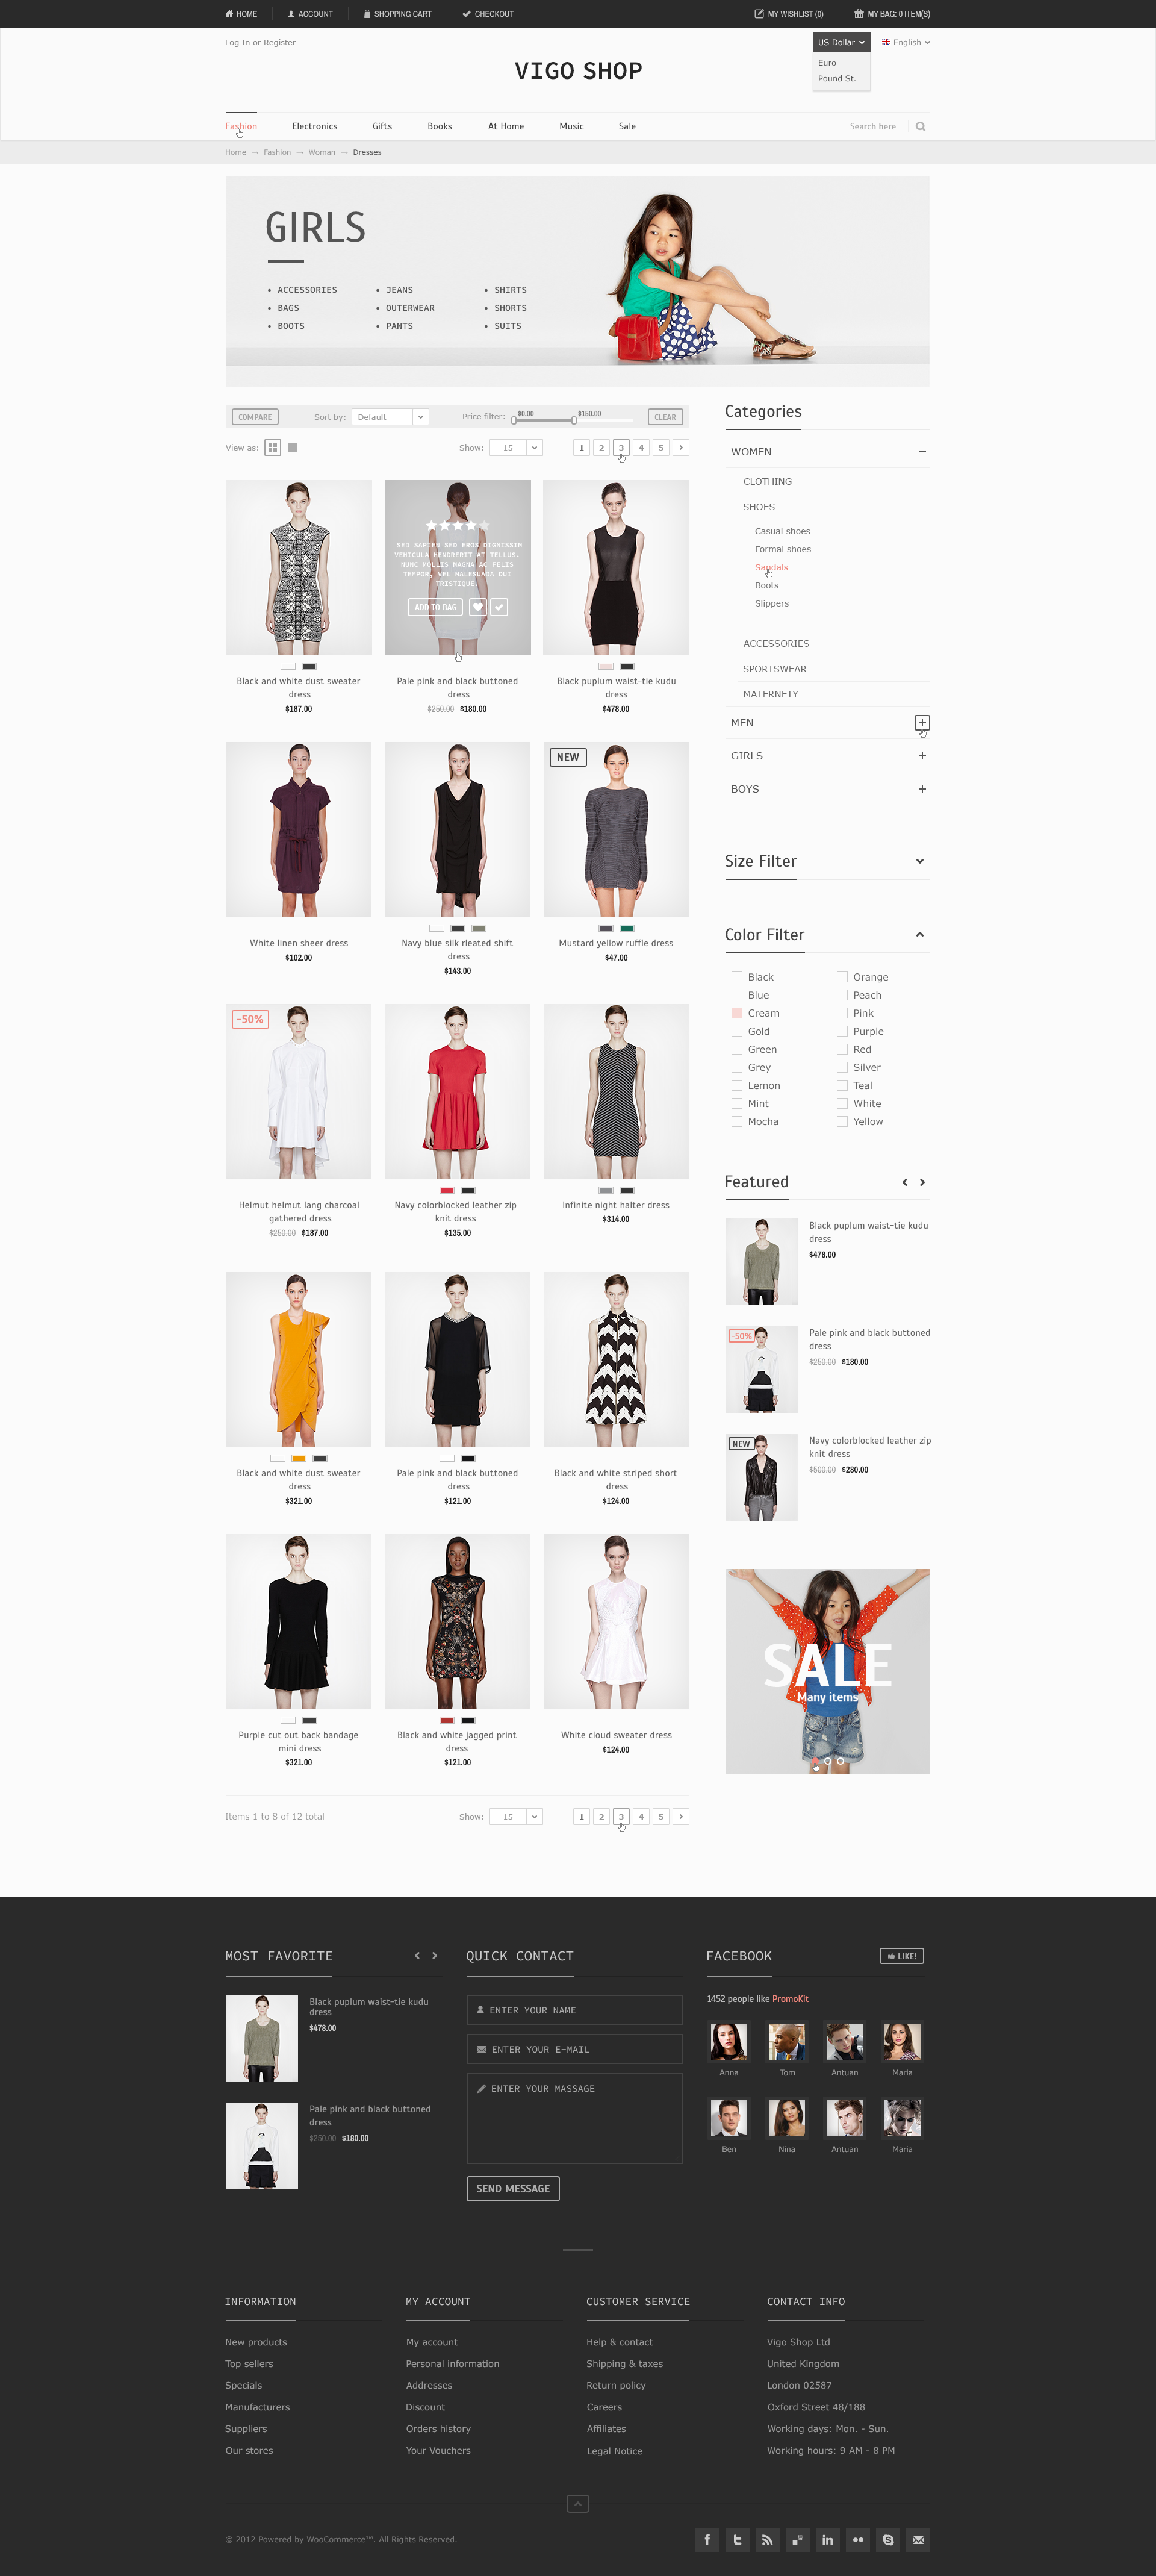 HOME ACCOUNT SHOPPING CART CHECKOUT MY WISHLIST (0) MY BAG: 0 ITEM(S)
Log In or Register US Dollar English
Euro
Pound St.
VIGO SHOP
Fashion Electronics Gifts Books At Home Music Sale Search here
Home → Fashion → Woman → Dresses
GIRLS
• ACCESSORIES • JEANS • SHIRTS
• BAGS • OUTERWEAR • SHORTS
• BOOTS • PANTS • SUITS
COMPARE Sort by: Default Price filter: $0.00 $150.00 CLEAR
View as: Show: 15 1 2 3 4 5
SED SAPIEN SED EROS DIGNISSIM
VEHICULA HENDRERIT AT TELLUS.
NUNC MOLLIS MAGNA AC FELIS
TEMPOR, VEL MALESUADA DUI
TRISTIQUE.
ADD TO BAG
Black and white dust sweater
dress
$187.00
Pale pink and black buttoned
dress
$250.00 $180.00
Black puplum waist-tie kudu
dress
$478.00
NEW
White linen sheer dress
$102.00
Navy blue silk rleated shift
dress
$143.00
Mustard yellow ruffle dress
$47.00
-50%
Helmut helmut lang charcoal
gathered dress
$250.00 $187.00
Navy colorblocked leather zip
knit dress
$135.00
Infinite night halter dress
$314.00
Black and white dust sweater
dress
$321.00
Pale pink and black buttoned
dress
$121.00
Black and white striped short
dress
$124.00
Purple cut out back bandage
mini dress
$321.00
Black and white jagged print
dress
$121.00
White cloud sweater dress
$124.00
Items 1 to 8 of 12 total Show: 15 1 2 3 4 5
Categories
WOMEN
CLOTHING
SHOES
Casual shoes
Formal shoes
Sandals
Boots
Slippers
ACCESSORIES
SPORTSWEAR
MATERNETY
MEN
GIRLS
BOYS
Size Filter
Color Filter
Black Orange
Blue Peach
Cream Pink
Gold Purple
Green Red
Grey Silver
Lemon Teal
Mint White
Mocha Yellow
Featured
Black puplum waist-tie kudu
dress
$478.00
-50%
Pale pink and black buttoned
dress
$250.00 $180.00
NEW
Navy colorblocked leather zip
knit dress
$500.00 $280.00
SALE
Many items
MOST FAVORITE
Black puplum waist-tie kudu
dress
$478.00
Pale pink and black buttoned
dress
$250.00 $180.00
QUICK CONTACT
ENTER YOUR NAME
ENTER YOUR E-MAIL
ENTER YOUR MASSAGE
SEND MESSAGE
FACEBOOK LIKE!
1452 people like PromoKit
Anna Tom Antuan Maria
Ben Nina Antuan Maria
INFORMATION
New products
Top sellers
Specials
Manufacturers
Suppliers
Our stores
MY ACCOUNT
My account
Personal information
Addresses
Discount
Orders history
Your Vouchers
CUSTOMER SERVICE
Help & contact
Shipping & taxes
Return policy
Careers
Affiliates
Legal Notice
CONTACT INFO
Vigo Shop Ltd
United Kingdom
London 02587
Oxford Street 48/188
Working days: Mon. - Sun.
Working hours: 9 AM - 8 PM
© 2012 Powered by WooCommerce™. All Rights Reserved.